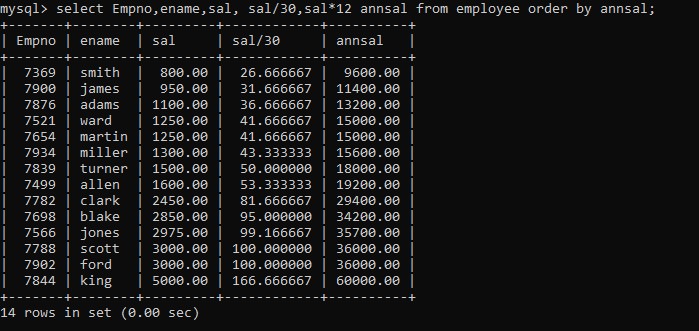 mysql> select Empno,ename,sal, sal/30,sal*12 annsal from employee order by annsal;
+-------+--------+---------+------------+----------+
| Empno | ename  | sal     | sal/30     | annsal   |
+-------+--------+---------+------------+----------+
|  7369 | smith  |  800.00 |  26.666667 |  9600.00 |
|  7900 | james  |  950.00 |  31.666667 | 11400.00 |
|  7876 | adams  | 1100.00 |  36.666667 | 13200.00 |
|  7521 | ward   | 1250.00 |  41.666667 | 15000.00 |
|  7654 | martin | 1250.00 |  41.666667 | 15000.00 |
|  7934 | miller | 1300.00 |  43.333333 | 15600.00 |
|  7839 | turner | 1500.00 |  50.000000 | 18000.00 |
|  7499 | allen  | 1600.00 |  53.333333 | 19200.00 |
|  7782 | clark  | 2450.00 |  81.666667 | 29400.00 |
|  7698 | blake  | 2850.00 |  95.000000 | 34200.00 |
|  7566 | jones  | 2975.00 |  99.166667 | 35700.00 |
|  7788 | scott  | 3000.00 | 100.000000 | 36000.00 |
|  7902 | ford   | 3000.00 | 100.000000 | 36000.00 |
|  7844 | king   | 5000.00 | 166.666667 | 60000.00 |
+-------+--------+---------+------------+----------+
14 rows in set (0.00 sec)